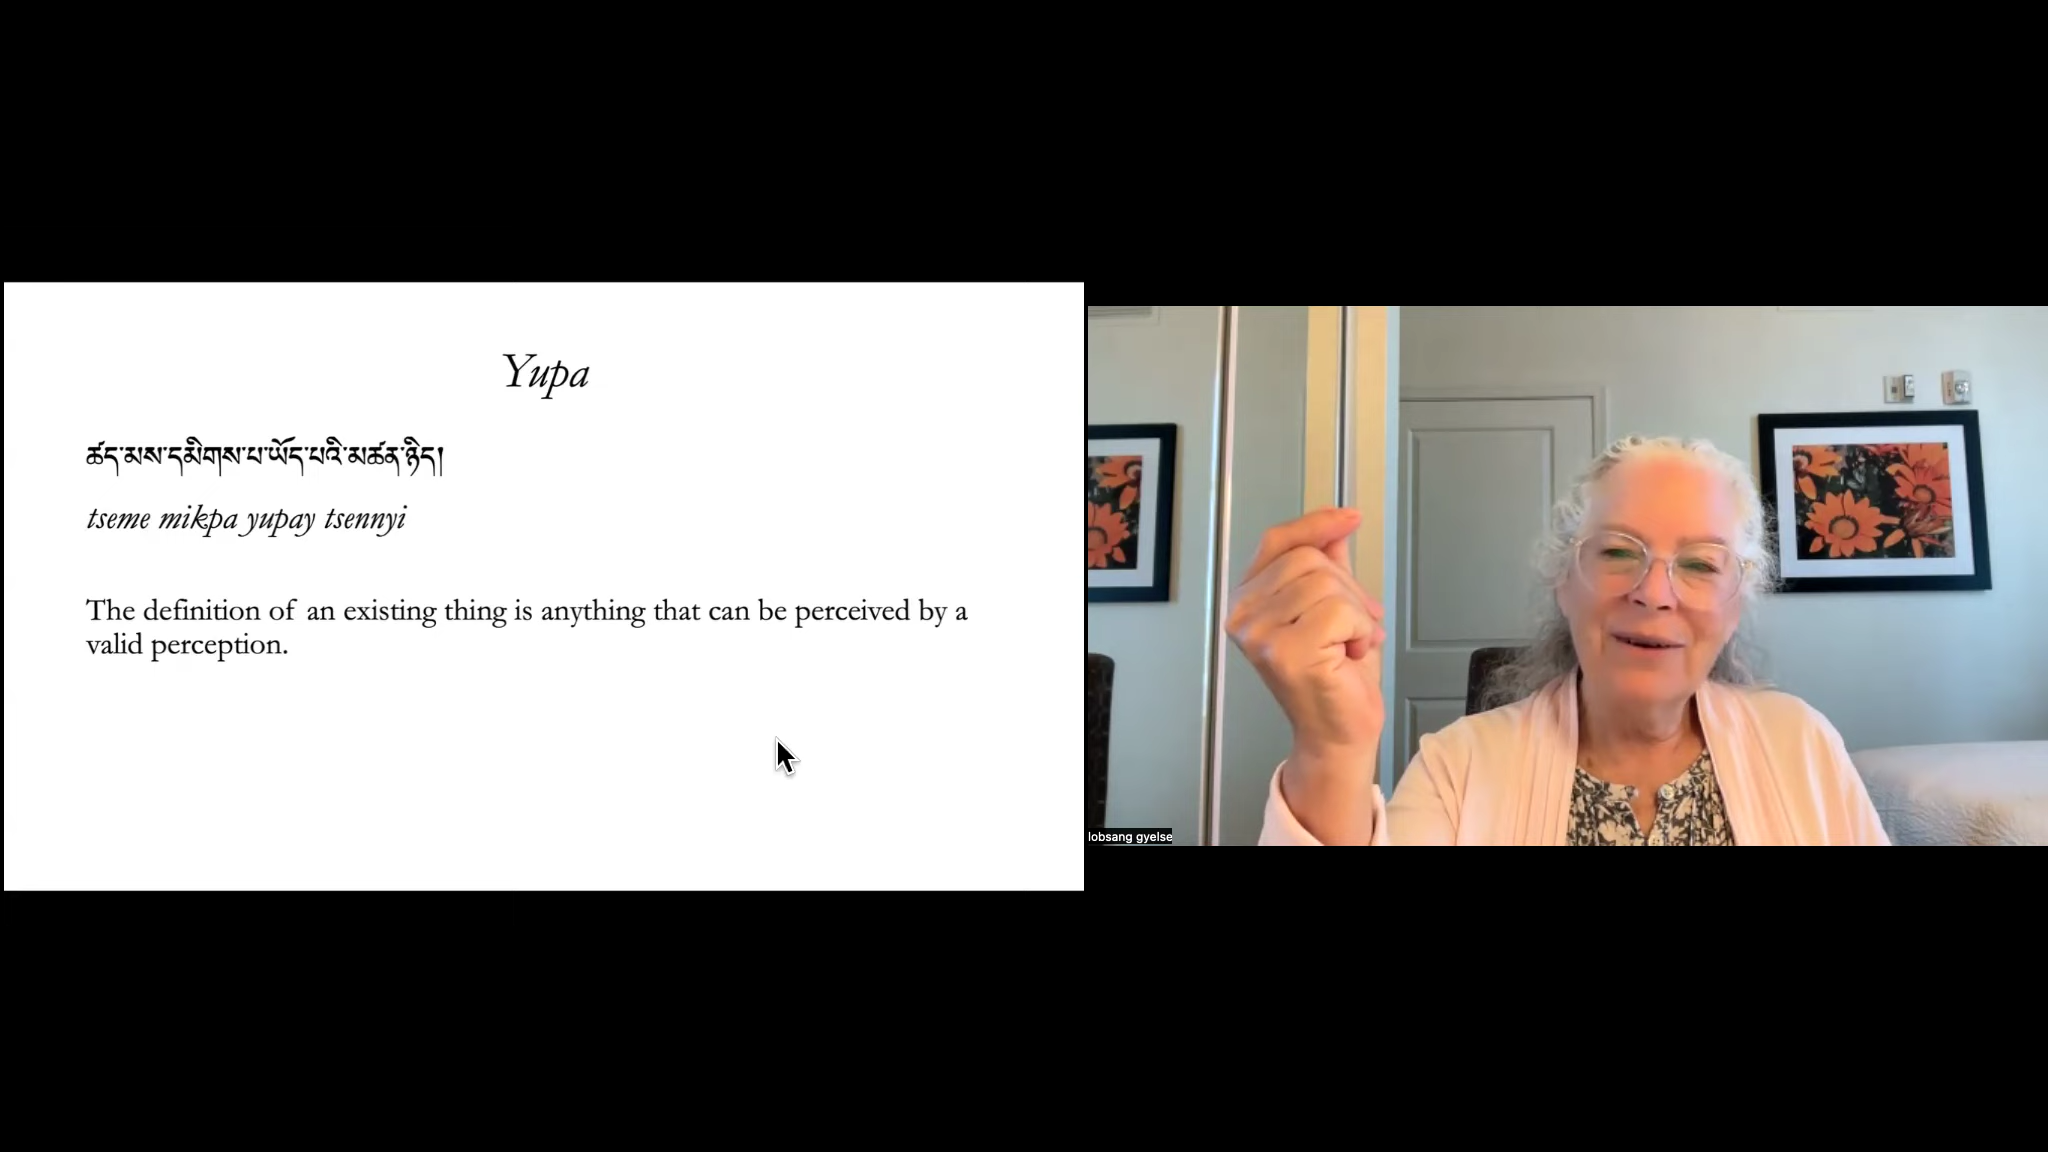 Yupa
ཚད་མས་དམིགས་པ་ཡོད་པའི་མཚན་ཉིད།
tseme mikpa yupay tsennyi
The definition of an existing thing is anything that can be perceived by a
valid perception.
lobsang gyelse